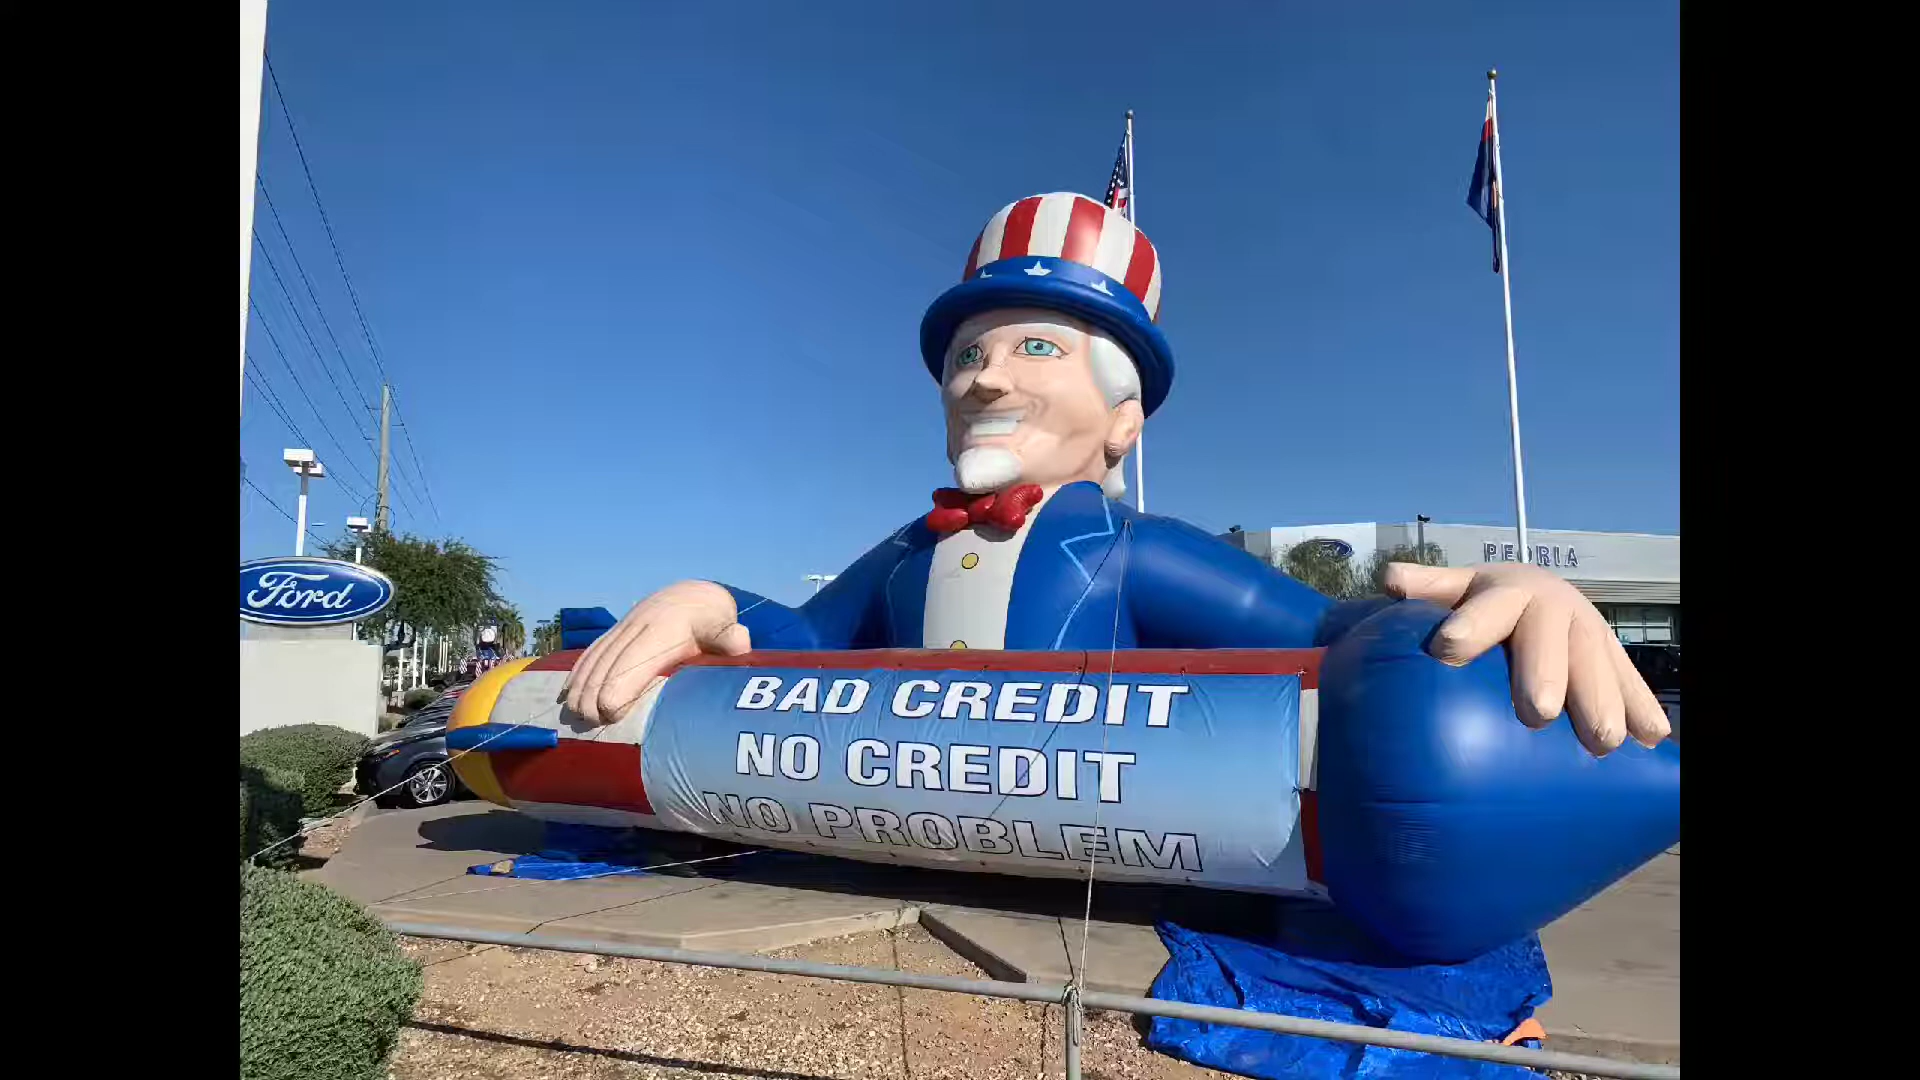 Ford
PEORIA
BAD CREDIT
NO CREDIT
NO PROBLEM